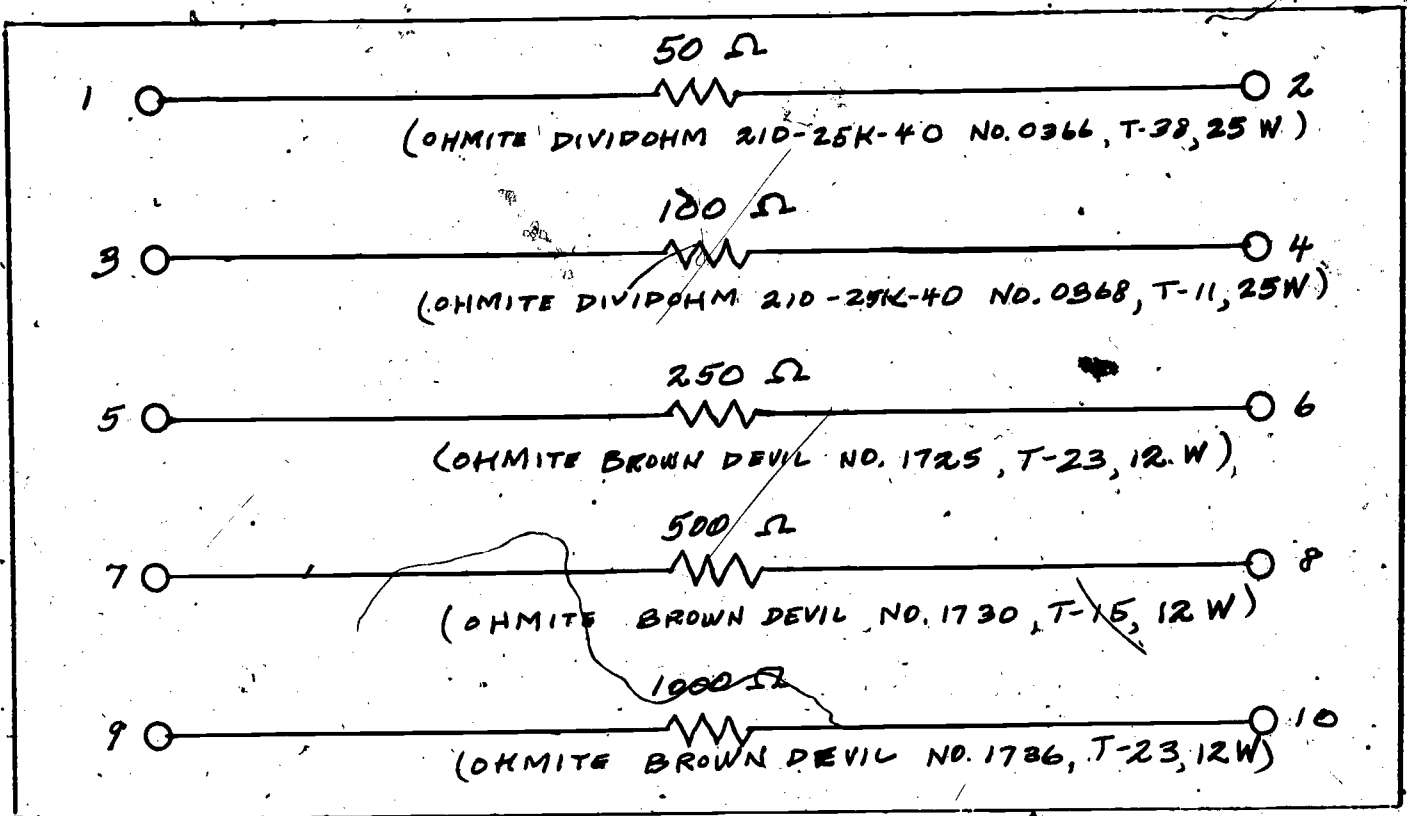 50 Ω
1 2
(OHMITE DIVIDOHM 210-25K-40 NO. 0366, T-38, 25 W)
100 Ω
3 4
(OHMITE DIVIDOHM 210-25K-40 NO. 0368, T-11, 25W)
250 Ω
5 6
(OHMITE BROWN DEVIL NO. 1725, T-23, 12 W)
500 Ω
7 8
(OHMITE BROWN DEVIL NO. 1730, T-15, 12 W)
1000 Ω
9 10
(OHMITE BROWN DEVIL NO. 1736, T-23, 12W)